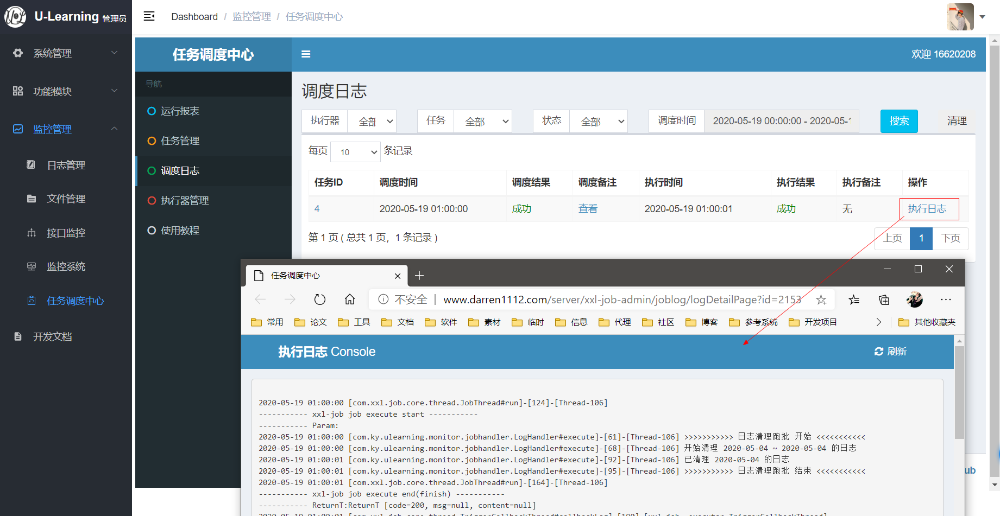 U-Learning 管理员
Dashboard / 监控管理 / 任务调度中心
系统管理
功能模块
监控管理
日志管理
文件管理
接口监控
监控系统
任务调度中心
开发文档
任务调度中心
欢迎 16620208
导航
运行报表
任务管理
调度日志
执行器管理
使用教程
调度日志
执行器 全部 任务 全部 状态 全部 调度时间 2020-05-19 00:00:00 - 2020-05-1 搜索 清理
每页 10 条记录
任务ID 调度时间 调度结果 调度备注 执行时间 执行结果 执行备注 操作
4 2020-05-19 01:00:00 成功 查看 2020-05-19 01:00:01 成功 无 执行日志
第 1 页 ( 总共 1 页，1 条记录 )
上页 1 下页
任务调度中心
不安全 | www.darren1112.com/server/xxl-job-admin/joblog/logDetailPage?id=2153
常用 论文 工具 文档 软件 素材 临时 信息 代理 社区 博客 参考系统 开发项目 其他收藏夹
执行日志 Console
刷新
2020-05-19 01:00:00 [com.xxl.job.core.thread.JobThread#run]-[124]-[Thread-106]
----------- xxl-job job execute start -----------
----------- Param:
2020-05-19 01:00:00 [com.ky.ulearning.monitor.jobhandler.LogHandler#execute]-[61]-[Thread-106] >>>>>>>>>>> 日志清理跑批 开始 <<<<<<<<<<<
2020-05-19 01:00:00 [com.ky.ulearning.monitor.jobhandler.LogHandler#execute]-[68]-[Thread-106] 开始清理 2020-05-04 ~ 2020-05-04 的日志
2020-05-19 01:00:01 [com.ky.ulearning.monitor.jobhandler.LogHandler#execute]-[92]-[Thread-106] 已清理 2020-05-04 的日志
2020-05-19 01:00:01 [com.ky.ulearning.monitor.jobhandler.LogHandler#execute]-[95]-[Thread-106] >>>>>>>>>>> 日志清理跑批 结束 <<<<<<<<<<<
2020-05-19 01:00:01 [com.xxl.job.core.thread.JobThread#run]-[164]-[Thread-106]
----------- xxl-job job execute end(finish) -----------
----------- ReturnT:ReturnT [code=200, msg=null, content=null]
ub